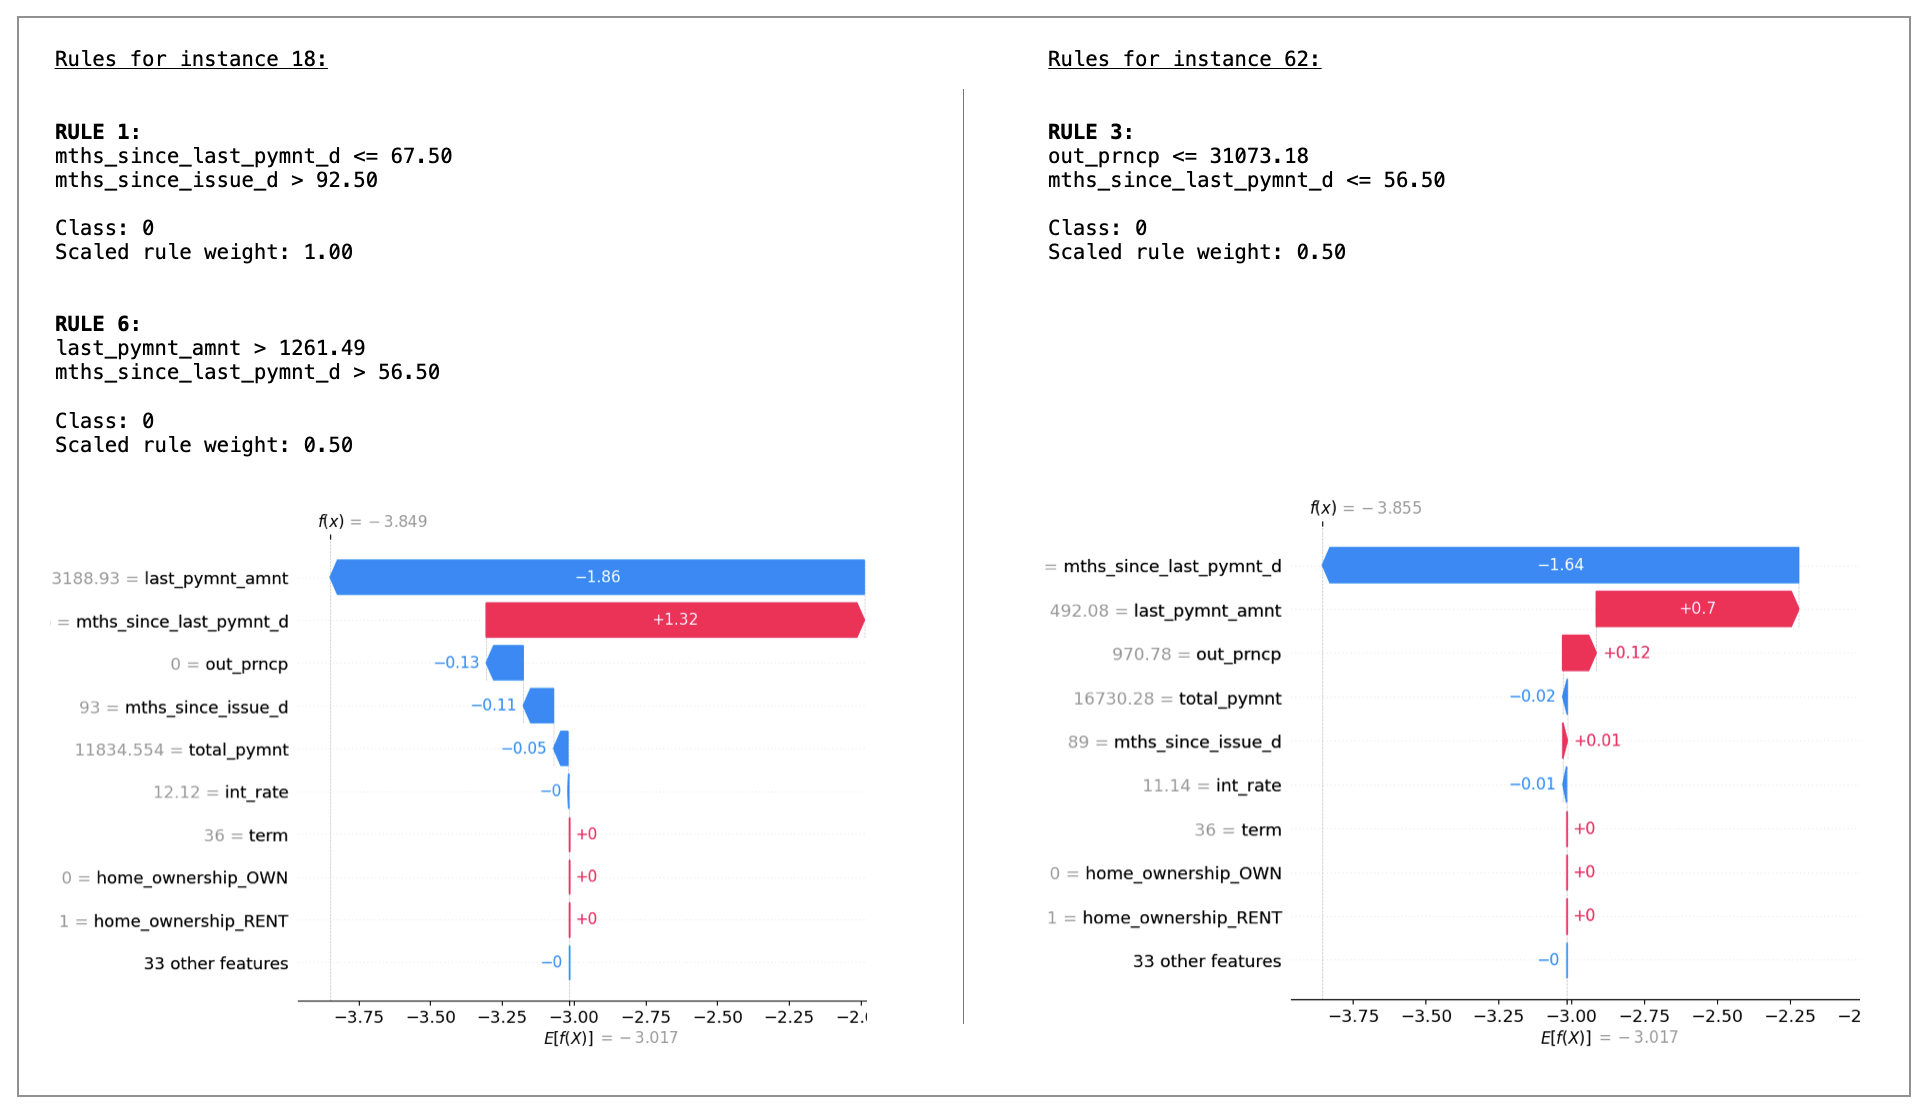 Rules for instance 18:
RULE 1:
mths_since_last_pymnt_d <= 67.50
mths_since_issue_d > 92.50
Class: 0
Scaled rule weight: 1.00
RULE 6:
last_pymnt_amnt > 1261.49
mths_since_last_pymnt_d > 56.50
Class: 0
Scaled rule weight: 0.50
f(x) = −3.849
3188.93 = last_pymnt_amnt
−1.86
= mths_since_last_pymnt_d
+1.32
0 = out_prncp
−0.13
93 = mths_since_issue_d
−0.11
11834.554 = total_pymnt
−0.05
12.12 = int_rate
−0
36 = term
+0
0 = home_ownership_OWN
+0
1 = home_ownership_RENT
+0
33 other features
−0
−3.75 −3.50 −3.25 −3.00 −2.75 −2.50 −2.25
E[f(X)] = −3.017
Rules for instance 62:
RULE 3:
out_prncp <= 31073.18
mths_since_last_pymnt_d <= 56.50
Class: 0
Scaled rule weight: 0.50
f(x) = −3.855
= mths_since_last_pymnt_d
−1.64
492.08 = last_pymnt_amnt
+0.7
970.78 = out_prncp
+0.12
16730.28 = total_pymnt
−0.02
89 = mths_since_issue_d
+0.01
11.14 = int_rate
−0.01
36 = term
+0
0 = home_ownership_OWN
+0
1 = home_ownership_RENT
+0
33 other features
−0
−3.75 −3.50 −3.25 −3.00 −2.75 −2.50 −2.25
E[f(X)] = −3.017